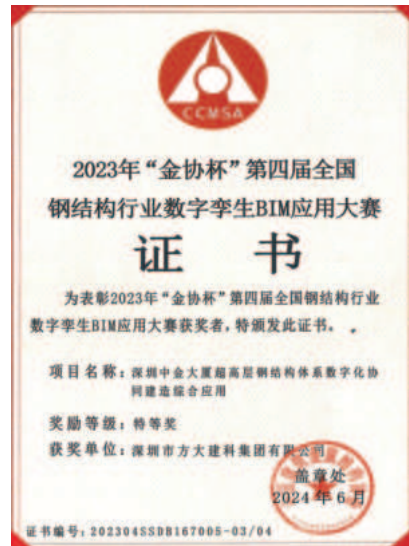 CCMSA
2023年“金协杯”第四届全国
钢结构行业数字孪生BIM应用大赛
证 书
为表彰2023年“金协杯”第四届全国钢结构行业
数字孪生BIM应用大赛获奖者，特颁发此证书。
项目名称：深圳中金大厦超高层钢结构体系数字化协
同建造综合应用
奖励等级：特等奖
获奖单位：深圳市方大建科集团有限公司
盖章处
2024年6月
证书编号：202304SSDB167005-03/04